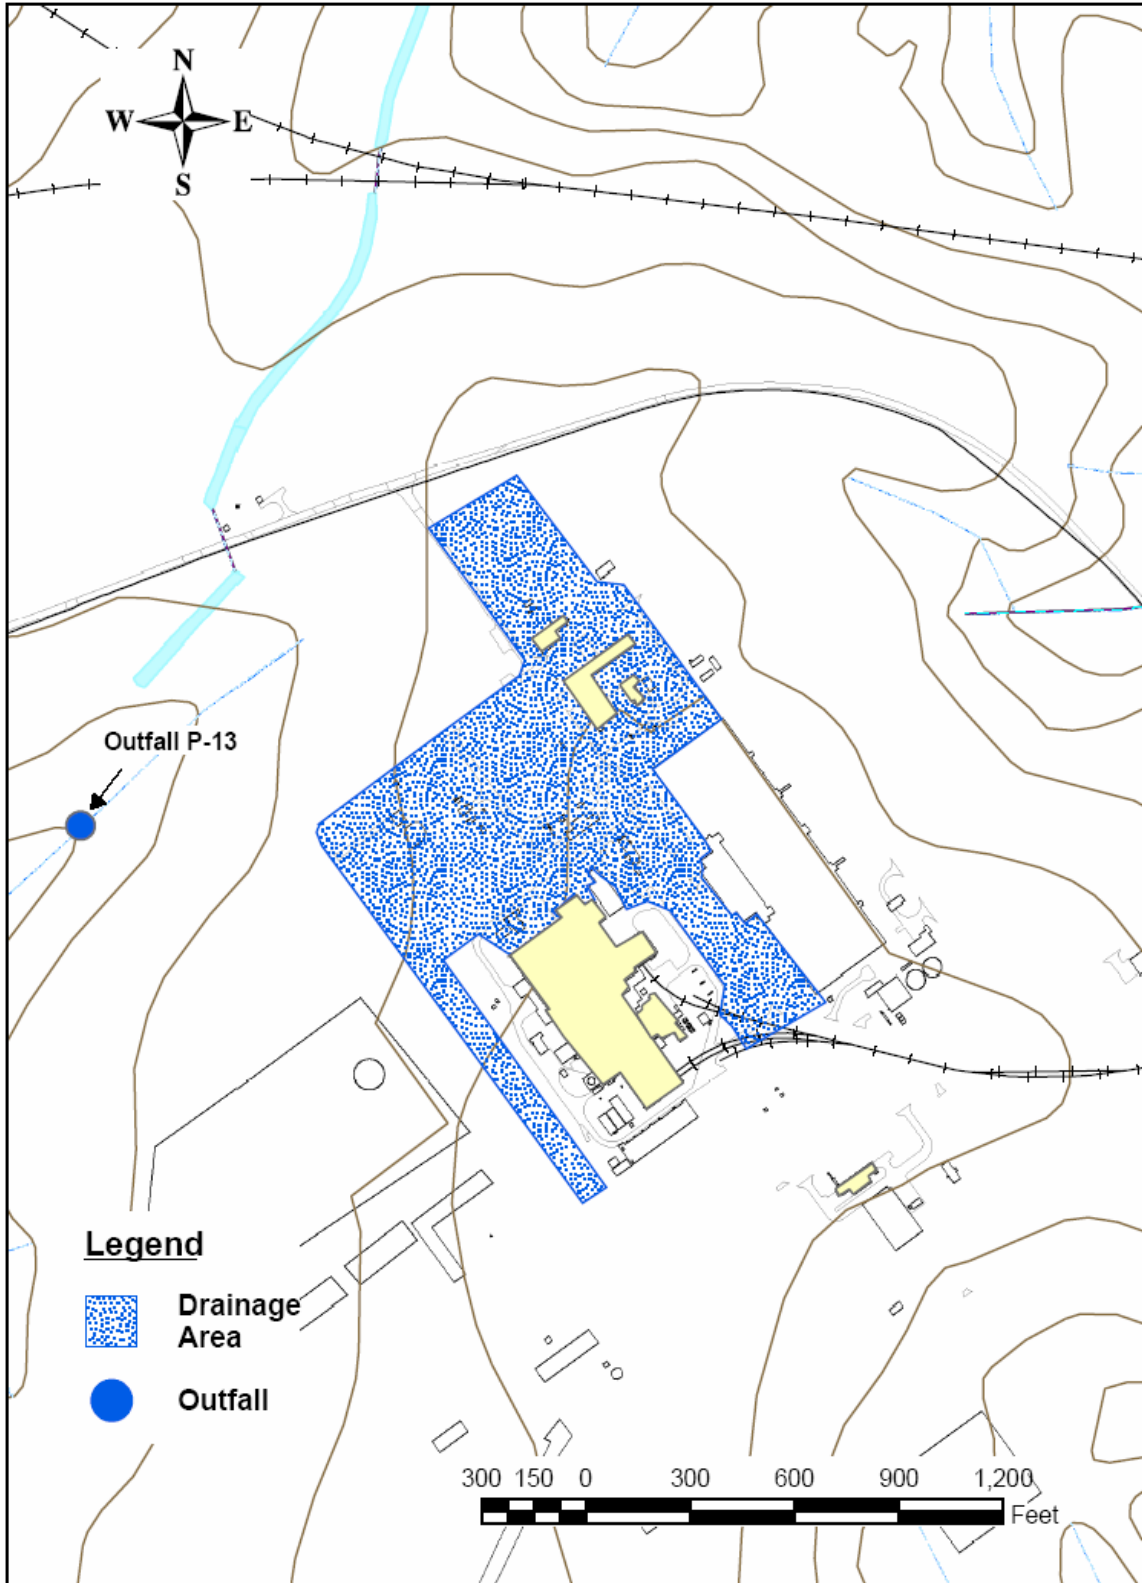 N
W E
S
Outfall P-13
Legend
Drainage
Area
Outfall
300 150 0 300 600 900 1,200
Feet